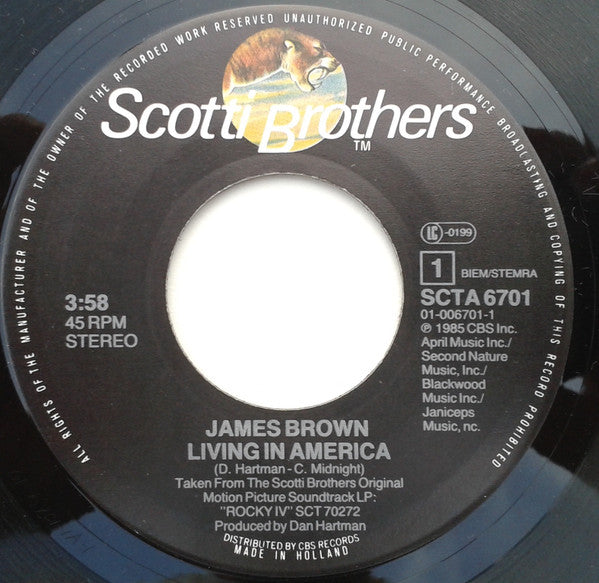 ALL RIGHTS OF THE MANUFACTURER AND OF THE OWNER OF THE RECORDED WORK RESERVED UNAUTHORIZED PUBLIC PERFORMANCE BROADCASTING AND COPYING OF THIS RECORD PROHIBITED
Scotti Brothers
TM
LC -0199
1 BIEM/STEMRA
SCTA 6701
01-006701-1
℗ 1985 CBS Inc.
April Music Inc./
Second Nature
Music, Inc./
Blackwood
Music Inc./
Janiceps
Music, nc.
3:58
45 RPM
STEREO
JAMES BROWN
LIVING IN AMERICA
(D. Hartman - C. Midnight)
Taken From The Scotti Brothers Original
Motion Picture Soundtrack LP:
"ROCKY IV" SCT 70272
Produced by Dan Hartman
DISTRIBUTED BY CBS RECORDS
MADE IN HOLLAND